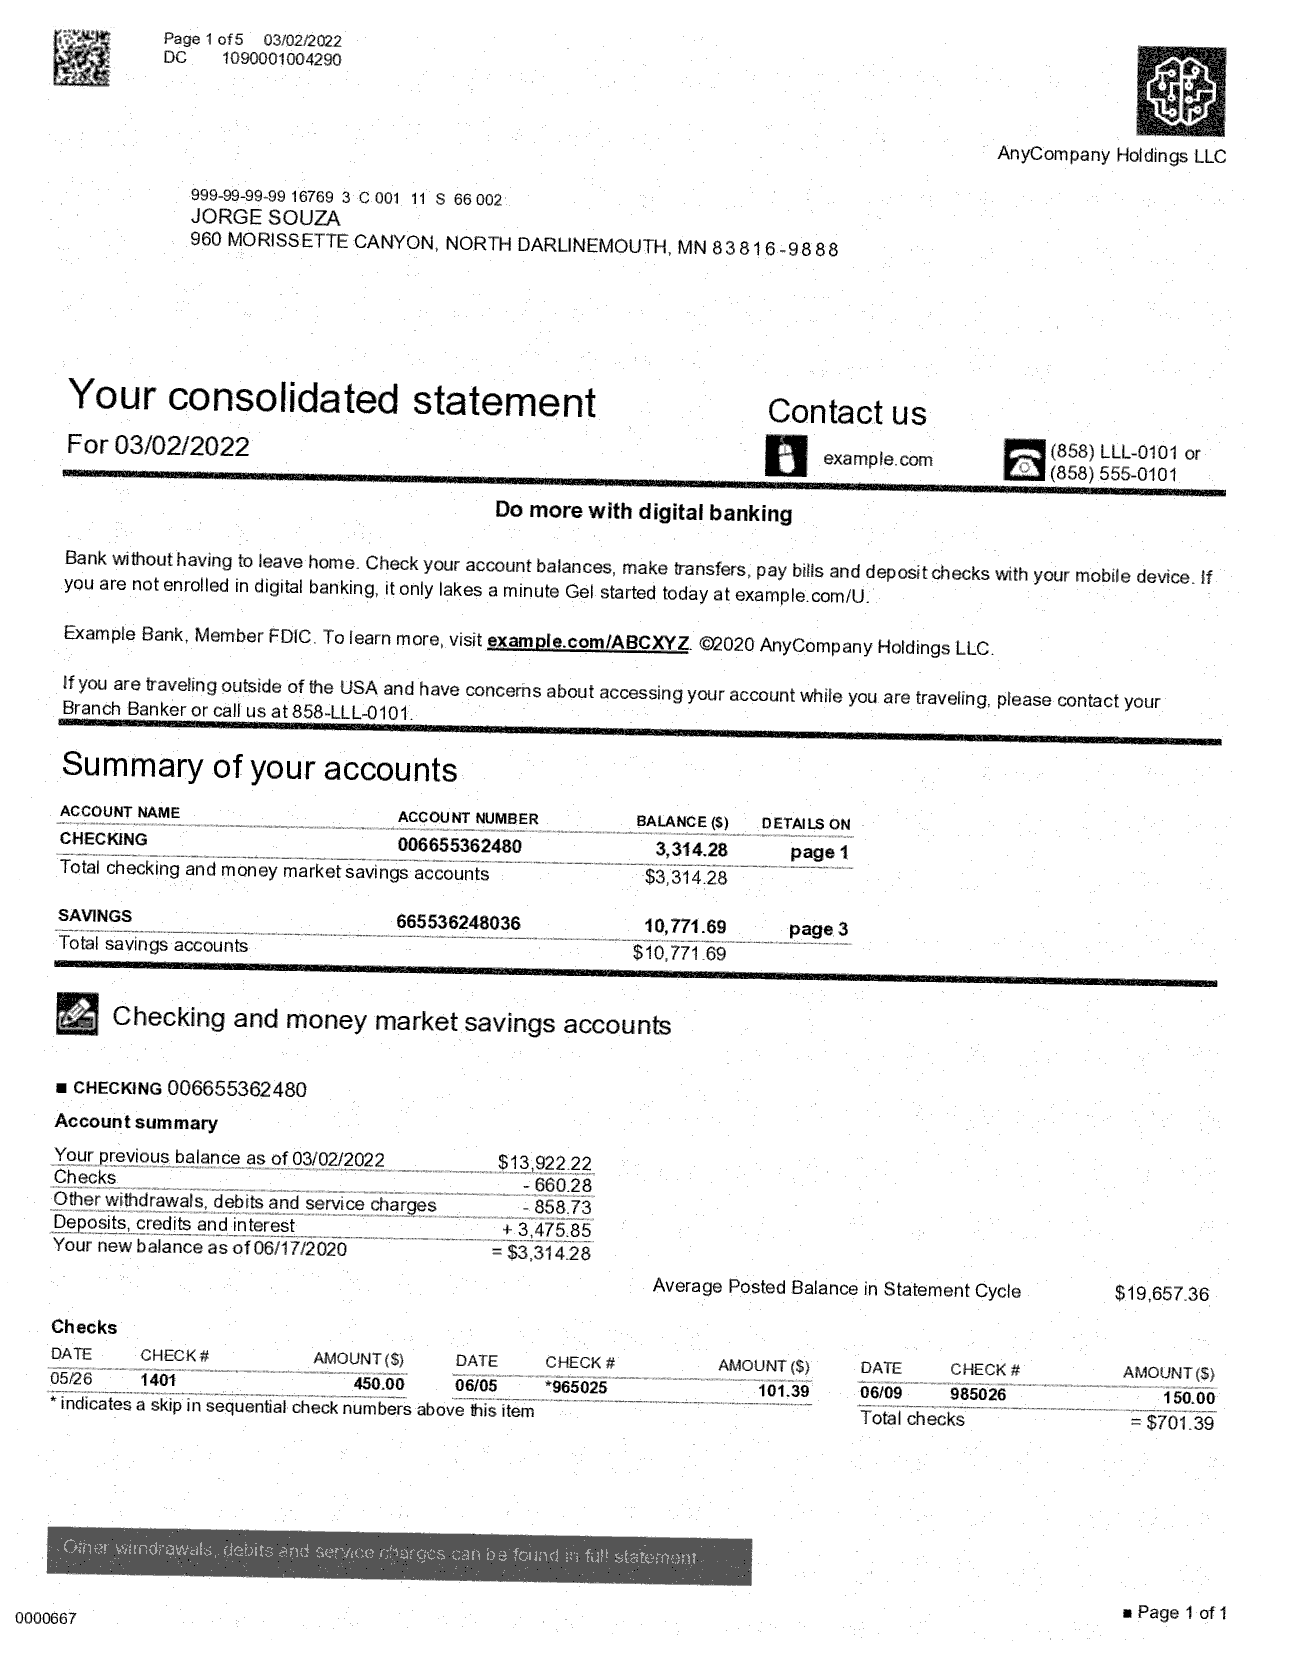 Page 1 of 5 03/02/2022
DC 1090001004290
AnyCompany Holdings LLC
999-99-99-99 16769 3 C 001 11 S 66 002
JORGE SOUZA
960 MORISSETTE CANYON, NORTH DARLINEMOUTH, MN 83816-9888
Your consolidated statement
For 03/02/2022
Contact us
example.com
(858) LLL-0101 or
(858) 555-0101
Do more with digital banking
Bank without having to leave home. Check your account balances, make transfers, pay bills and deposit checks with your mobile device. If
you are not enrolled in digital banking, it only lakes a minute Gel started today at example.com/U.
Example Bank, Member FDIC. To learn more, visit example.com/ABCXYZ. ©2020 AnyCompany Holdings LLC.
If you are traveling outside of the USA and have concerns about accessing your account while you are traveling, please contact your
Branch Banker or call us at 858-LLL-0101.
Summary of your accounts
ACCOUNT NAME ACCOUNT NUMBER BALANCE ($) DETAILS ON
CHECKING 006655362480 3,314.28 page 1
Total checking and money market savings accounts $3,314.28
SAVINGS 665536248036 10,771.69 page 3
Total savings accounts $10,771.69
Checking and money market savings accounts
■ CHECKING 006655362480
Account summary
Your previous balance as of 03/02/2022 $13,922.22
Checks - 660.28
Other withdrawals, debits and service charges - 858.73
Deposits, credits and interest + 3,475.85
Your new balance as of 06/17/2020 = $3,314.28
Average Posted Balance in Statement Cycle $19,657.36
Checks
DATE CHECK # AMOUNT ($) DATE CHECK # AMOUNT ($) DATE CHECK # AMOUNT ($)
05/26 1401 450.00 06/05 *965025 101.39 06/09 985026 150.00
* indicates a skip in sequential check numbers above this item
Total checks = $701.39
Other withdrawals, debits and service charges can be found in full statement
0000667
■ Page 1 of 1